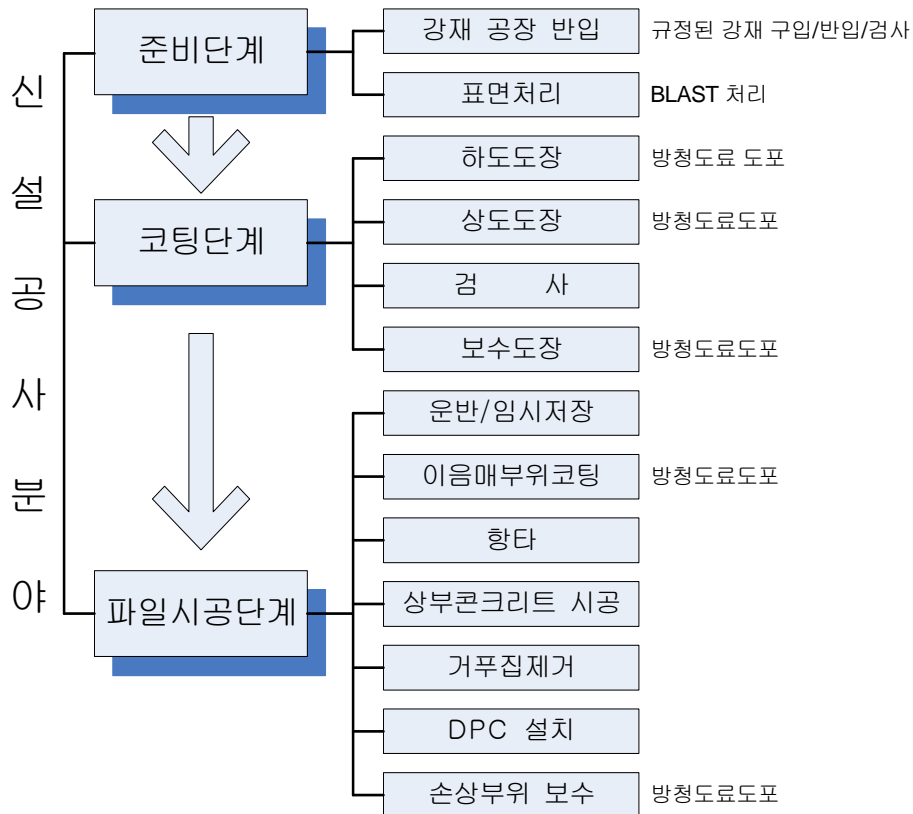 신설공사분야
준비단계
강재 공장 반입 규정된 강재 구입/반입/검사
표면처리 BLAST 처리
코팅단계
하도도장 방청도료 도포
상도도장 방청도료도포
검 사
보수도장 방청도료도포
파일시공단계
운반/임시저장
이음매부위코팅 방청도료도포
항타
상부콘크리트 시공
거푸집제거
DPC 설치
손상부위 보수 방청도료도포